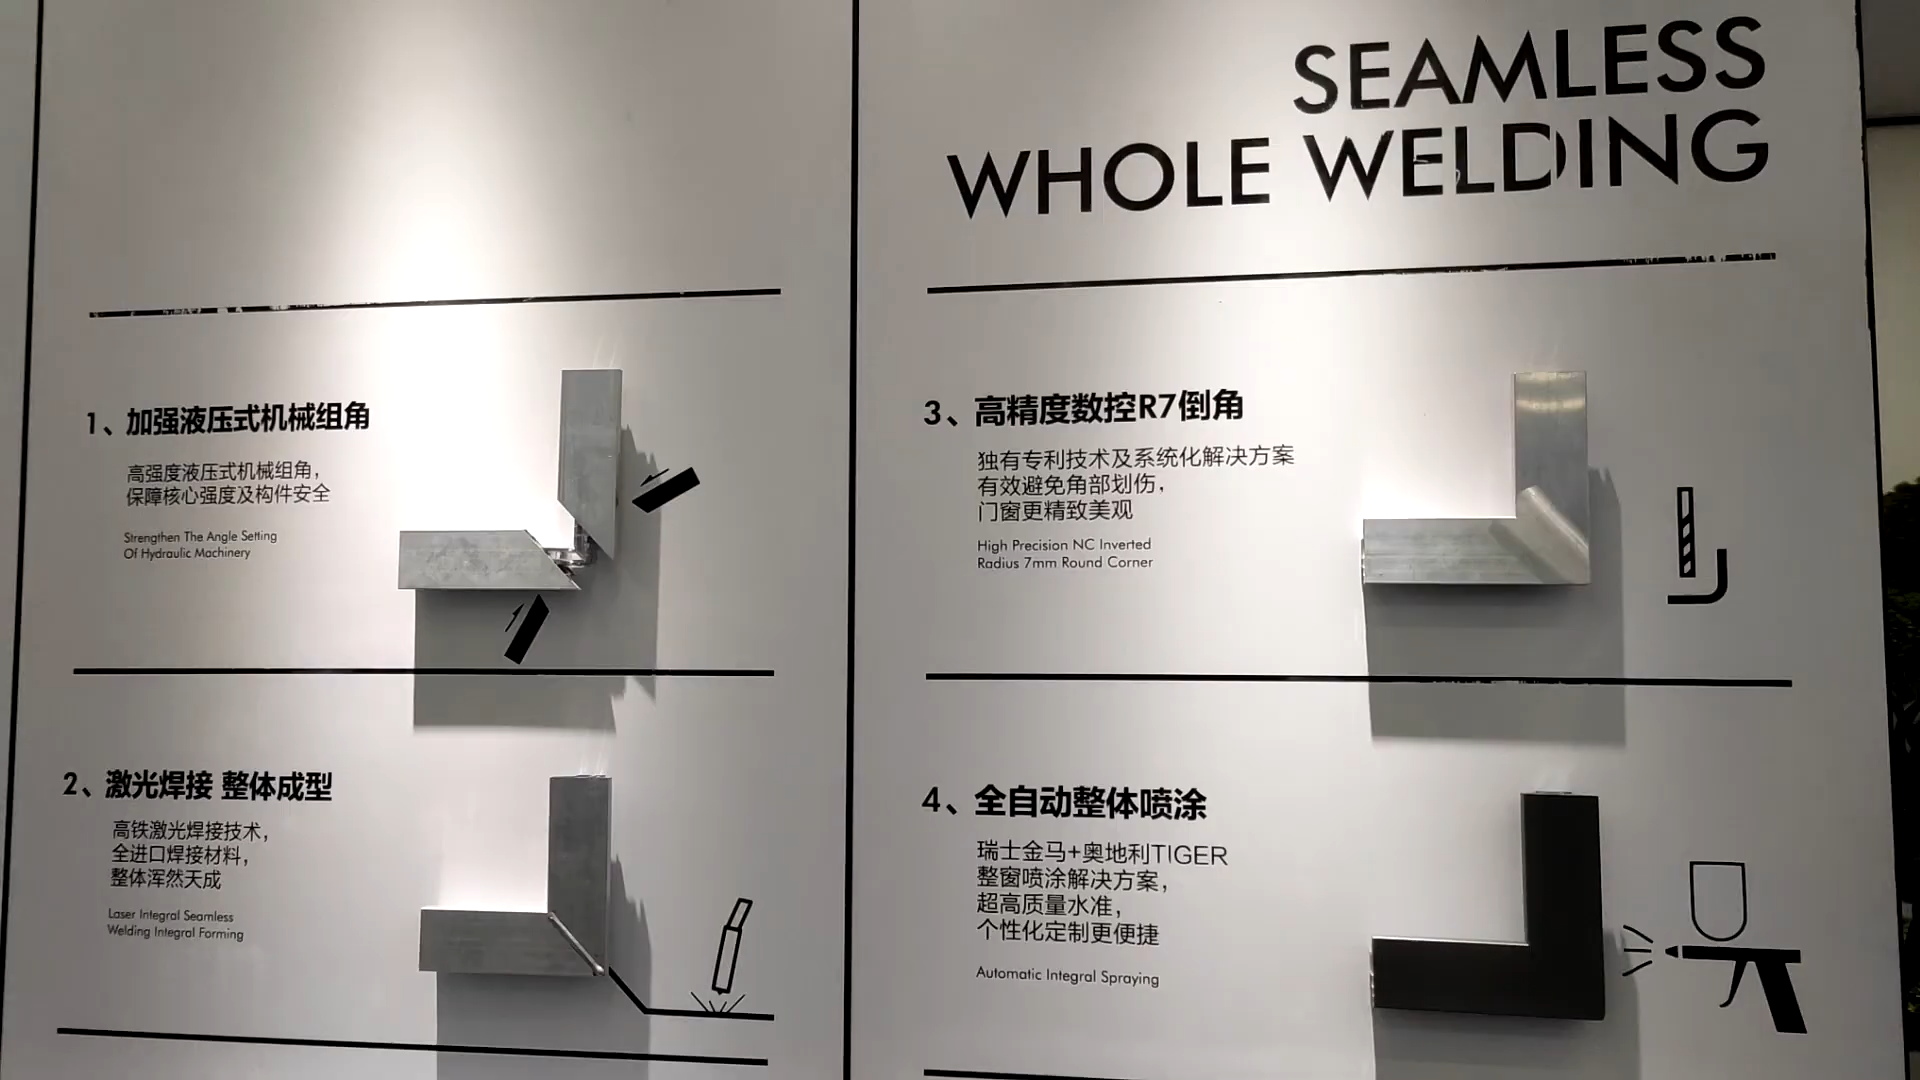 SEAMLESS
WHOLE WELDING
1、加强液压式机械组角
高强度液压式机械组角，
保障核心强度及构件安全
Strengthen The Angle Setting
Of Hydraulic Machinery
2、激光焊接 整体成型
高铁激光焊接技术，
全进口焊接材料，
整体浑然天成
Laser Integral Seamless
Welding Integral Forming
3、高精度数控R7倒角
独有专利技术及系统化解决方案
有效避免角部划伤，
门窗更精致美观
High Precision NC Inverted
Radius 7mm Round Corner
4、全自动整体喷涂
瑞士金马+奥地利TIGER
整窗喷涂解决方案，
超高质量水准，
个性化定制更便捷
Automatic Integral Spraying